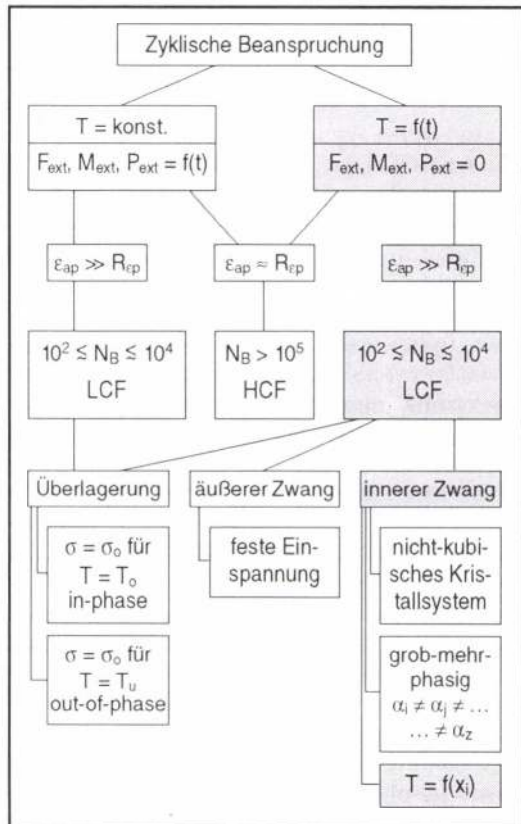 Zyklische Beanspruchung
T = konst.
F_ext, M_ext, P_ext = f(t)
T = f(t)
F_ext, M_ext, P_ext = 0
ε_ap ≫ R_εp
ε_ap ≈ R_εp
ε_ap ≫ R_εp
10² ≲ N_B ≲ 10⁴
LCF
N_B > 10⁵
HCF
10² ≲ N_B ≲ 10⁴
LCF
Überlagerung
σ = σ_o für
T = T_o
in-phase
σ = σ_o für
T = T_u
out-of-phase
äußerer Zwang
feste Ein-
spannung
innerer Zwang
nicht-kubi-
sches Kris-
tallsystem
grob-mehr-
phasig
α_i ≠ α_j ≠ ...
... ≠ α_z
T = f(x_i)